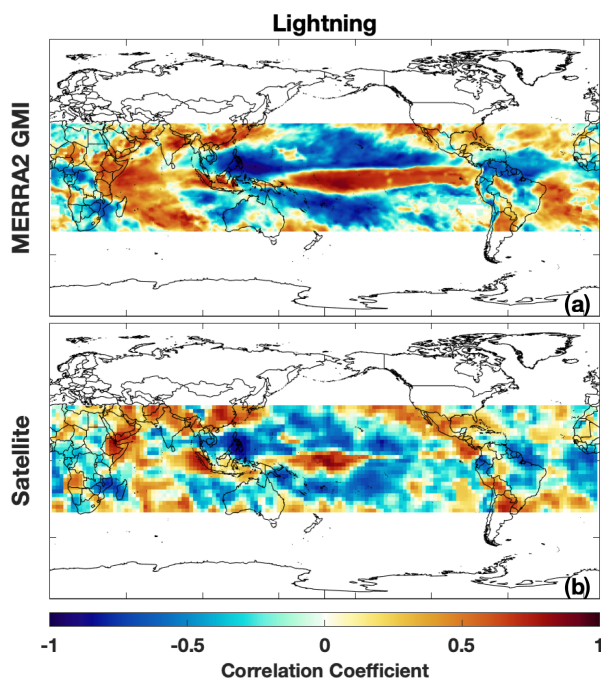 Lightning
MERRA2 GMI
(a)
Satellite
(b)
-1 -0.5 0 0.5 1
Correlation Coefficient